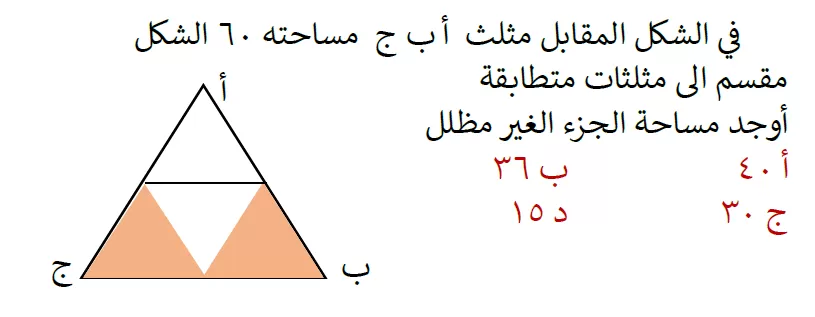 في الشكل المقابل مثلث أ ب ج مساحته ٦٠ الشكل
مقسم الى مثلثات متطابقة
أوجد مساحة الجزء الغير مظلل
أ ٤٠ ب ٣٦
ج ٣٠ د ١٥
أ
ب
ج